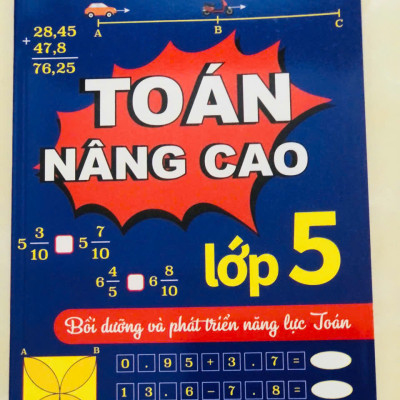 28,45
+
47,8
76,25
A B C
TOÁN
NÂNG CAO
5 3/10 □ 5 7/10
6 4/5 □ 6 8/10
lớp 5
Bồi dưỡng và phát triển năng lực Toán
A B
0 . 9 5 + 3 . 7 =
1 3 . 6 - 7 . 8 =